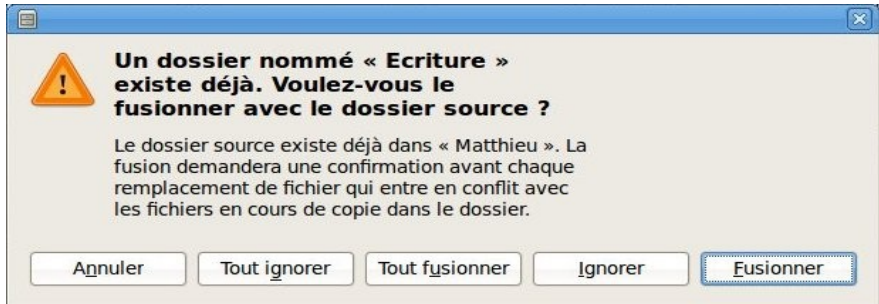 Un dossier nommé « Ecriture »
existe déjà. Voulez-vous le
fusionner avec le dossier source ?
Le dossier source existe déjà dans « Matthieu ». La
fusion demandera une confirmation avant chaque
remplacement de fichier qui entre en conflit avec
les fichiers en cours de copie dans le dossier.
Annuler Tout ignorer Tout fusionner Ignorer Fusionner